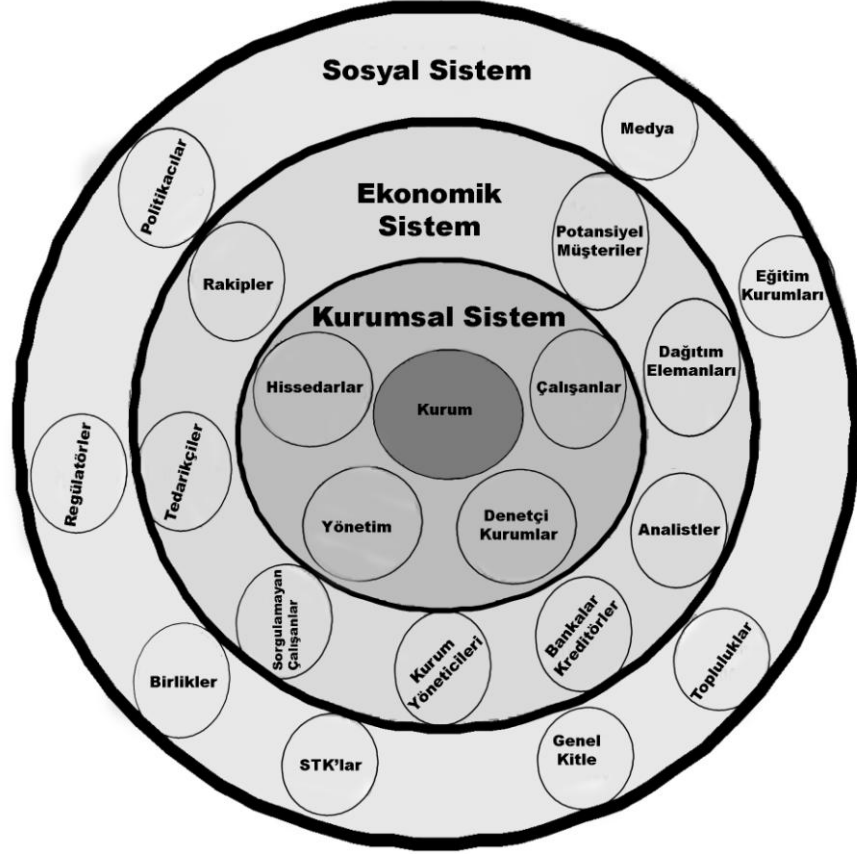 Sosyal Sistem
Medya
Politikacılar
Ekonomik
Sistem
Potansiyel
Müşteriler
Rakipler
Eğitim
Kurumları
Kurumsal Sistem
Dağıtım
Elemanları
Hissedarlar
Kurum
Çalışanlar
Regülatörler
Tedarikçiler
Yönetim
Denetçi
Kurumlar
Analistler
Sorgulamayan
Çalışanlar
Kurum
Yöneticileri
Bankalar
Kreditörler
Topluluklar
Birlikler
STK'lar
Genel
Kitle